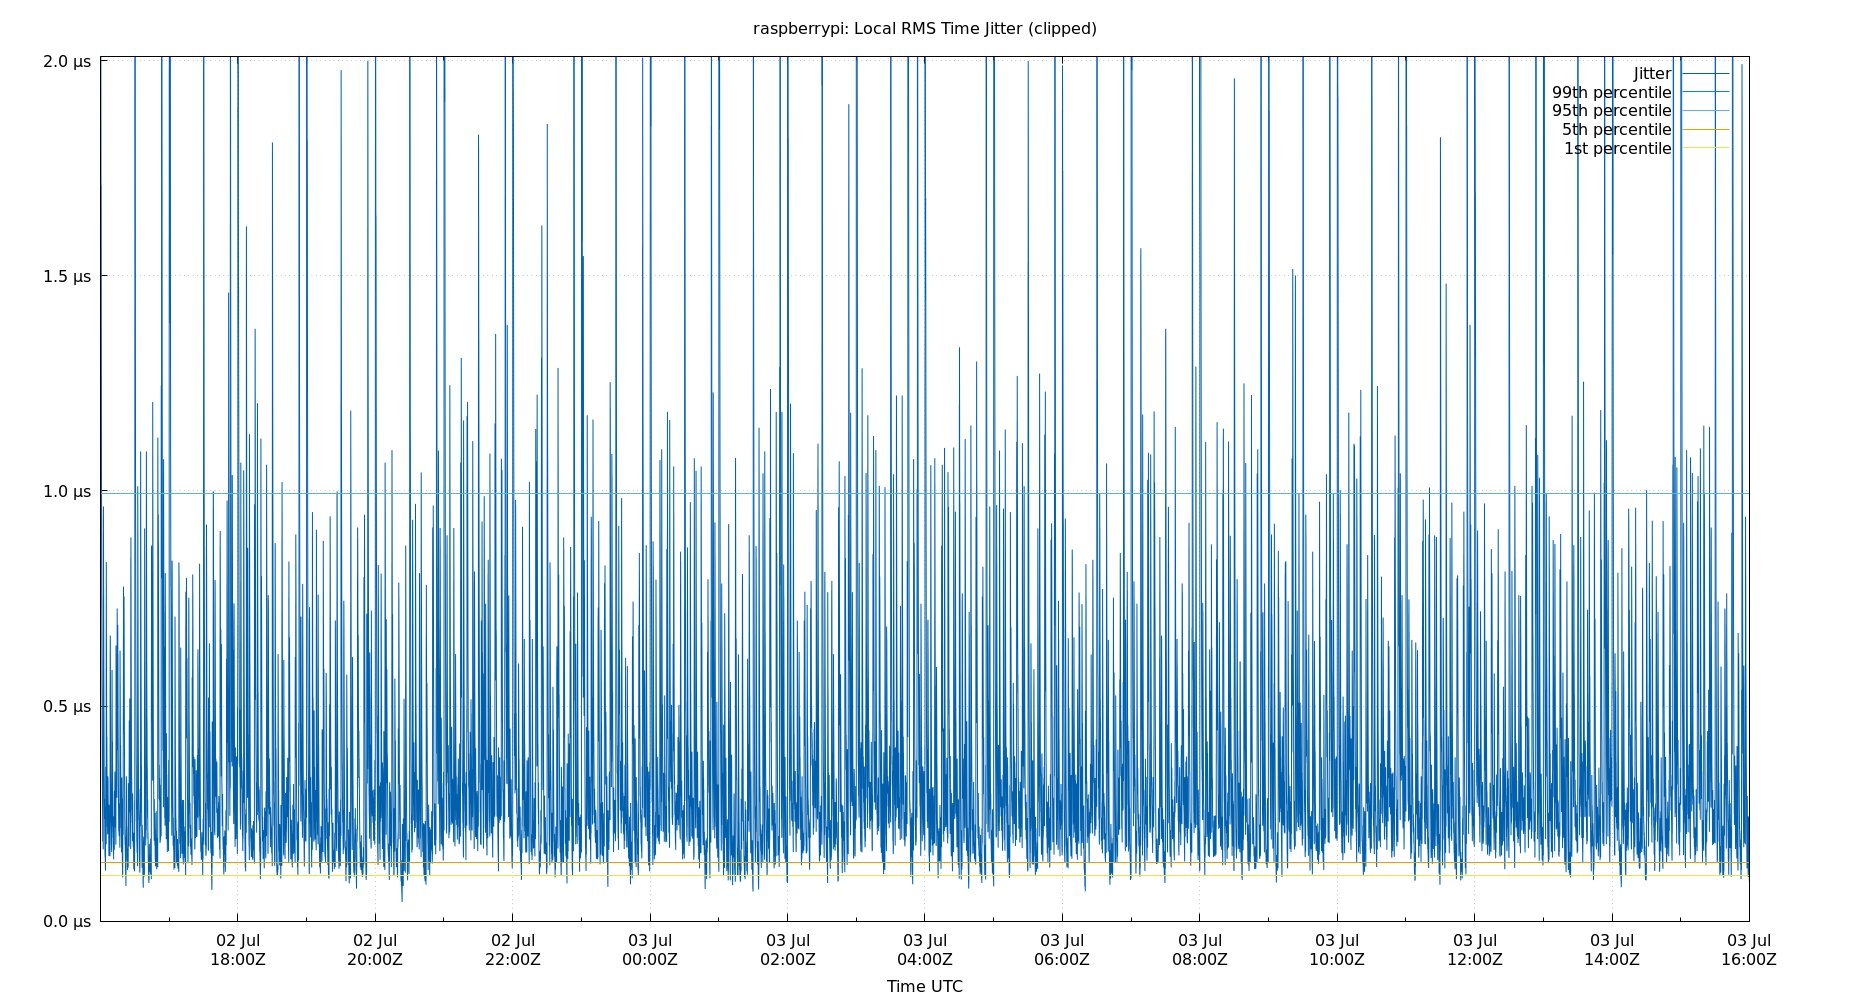 raspberrypi: Local RMS Time Jitter (clipped)
2.0 µs
1.5 µs
1.0 µs
0.5 µs
0.0 µs
Jitter
99th percentile
95th percentile
5th percentile
1st percentile
02 Jul 02 Jul 02 Jul 03 Jul 03 Jul 03 Jul 03 Jul 03 Jul 03 Jul 03 Jul 03 Jul 03 Jul
18:00Z 20:00Z 22:00Z 00:00Z 02:00Z 04:00Z 06:00Z 08:00Z 10:00Z 12:00Z 14:00Z 16:00Z
Time UTC